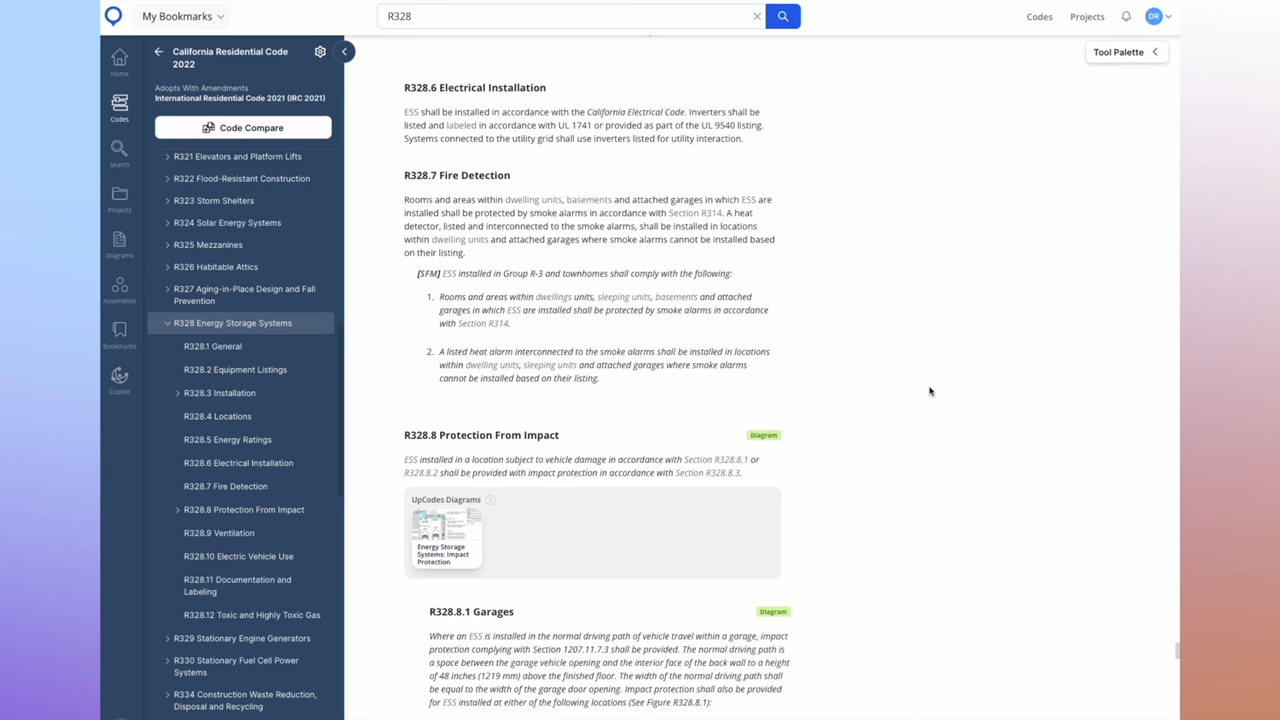 My Bookmarks
R328
Codes
Projects
DR
California Residential Code
2022
Adopts With Amendments
International Residential Code 2021 (IRC 2021)
Code Compare
Home
Codes
Search
Projects
Diagrams
Assemblies
Bookmarks
Copilot
R321 Elevators and Platform Lifts
R322 Flood-Resistant Construction
R323 Storm Shelters
R324 Solar Energy Systems
R325 Mezzanines
R326 Habitable Attics
R327 Aging-in-Place Design and Fall
Prevention
R328 Energy Storage Systems
R328.1 General
R328.2 Equipment Listings
R328.3 Installation
R328.4 Locations
R328.5 Energy Ratings
R328.6 Electrical Installation
R328.7 Fire Detection
R328.8 Protection From Impact
R328.9 Ventilation
R328.10 Electric Vehicle Use
R328.11 Documentation and
Labeling
R328.12 Toxic and Highly Toxic Gas
R329 Stationary Engine Generators
R330 Stationary Fuel Cell Power
Systems
R334 Construction Waste Reduction,
Disposal and Recycling
Tool Palette
R328.6 Electrical Installation
ESS shall be installed in accordance with the California Electrical Code. Inverters shall be
listed and labeled in accordance with UL 1741 or provided as part of the UL 9540 listing.
Systems connected to the utility grid shall use inverters listed for utility interaction.
R328.7 Fire Detection
Rooms and areas within dwelling units, basements and attached garages in which ESS are
installed shall be protected by smoke alarms in accordance with Section R314. A heat
detector, listed and interconnected to the smoke alarms, shall be installed in locations
within dwelling units and attached garages where smoke alarms cannot be installed based
on their listing.
[SFM] ESS installed in Group R-3 and townhomes shall comply with the following:
1. Rooms and areas within dwellings units, sleeping units, basements and attached
garages in which ESS are installed shall be protected by smoke alarms in accordance
with Section R314.
2. A listed heat alarm interconnected to the smoke alarms shall be installed in locations
within dwelling units, sleeping units and attached garages where smoke alarms
cannot be installed based on their listing.
R328.8 Protection From Impact
Diagram
ESS installed in a location subject to vehicle damage in accordance with Section R328.8.1 or
R328.8.2 shall be provided with impact protection in accordance with Section R328.8.3.
UpCodes Diagrams ?
Energy Storage
Systems: Impact
Protection
R328.8.1 Garages
Diagram
Where an ESS is installed in the normal driving path of vehicle travel within a garage, impact
protection complying with Section 1207.11.7.3 shall be provided. The normal driving path is
a space between the garage vehicle opening and the interior face of the back wall to a height
of 48 inches (1219 mm) above the finished floor. The width of the normal driving path shall
be equal to the width of the garage door opening. Impact protection shall also be provided
for ESS installed at either of the following locations (See Figure R328.8.1):